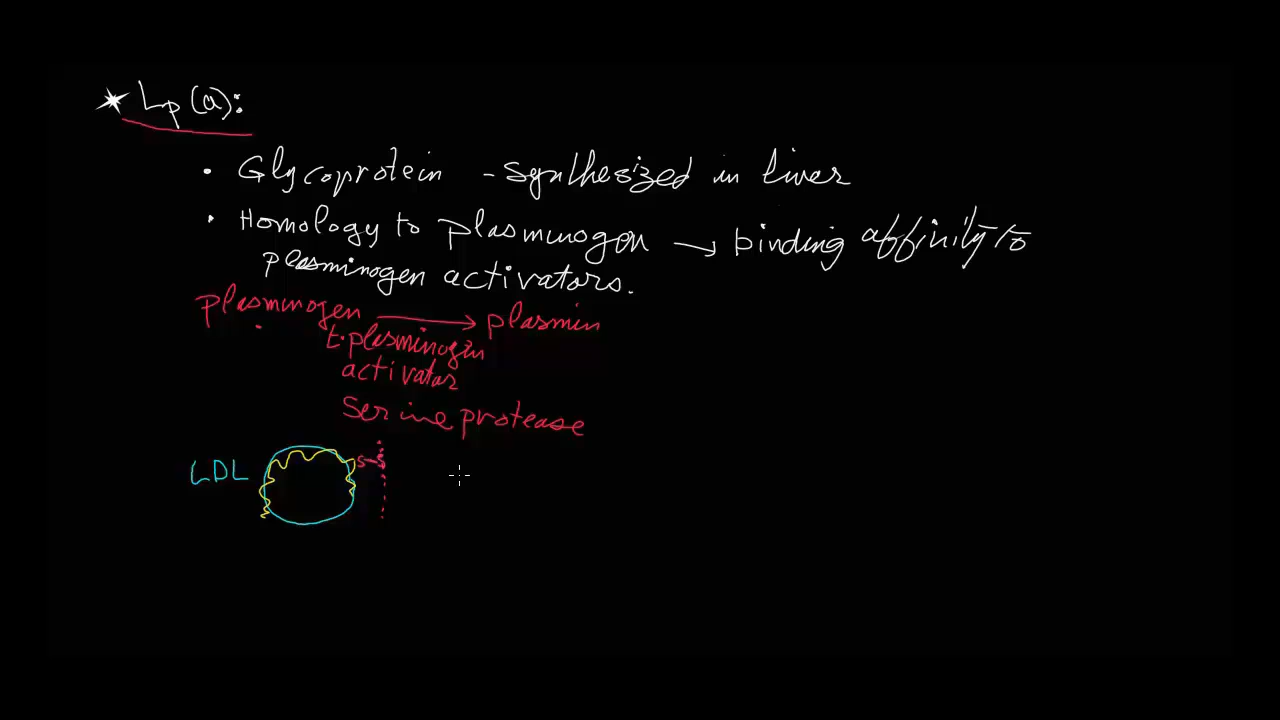 * Lp(a):
• Glycoprotein - synthesized in liver
• Homology to plasminogen → binding affinity to
plasminogen activators.
plasminogen → plasmin
t.plasminogen
activator
Serine protease
LDL S-S